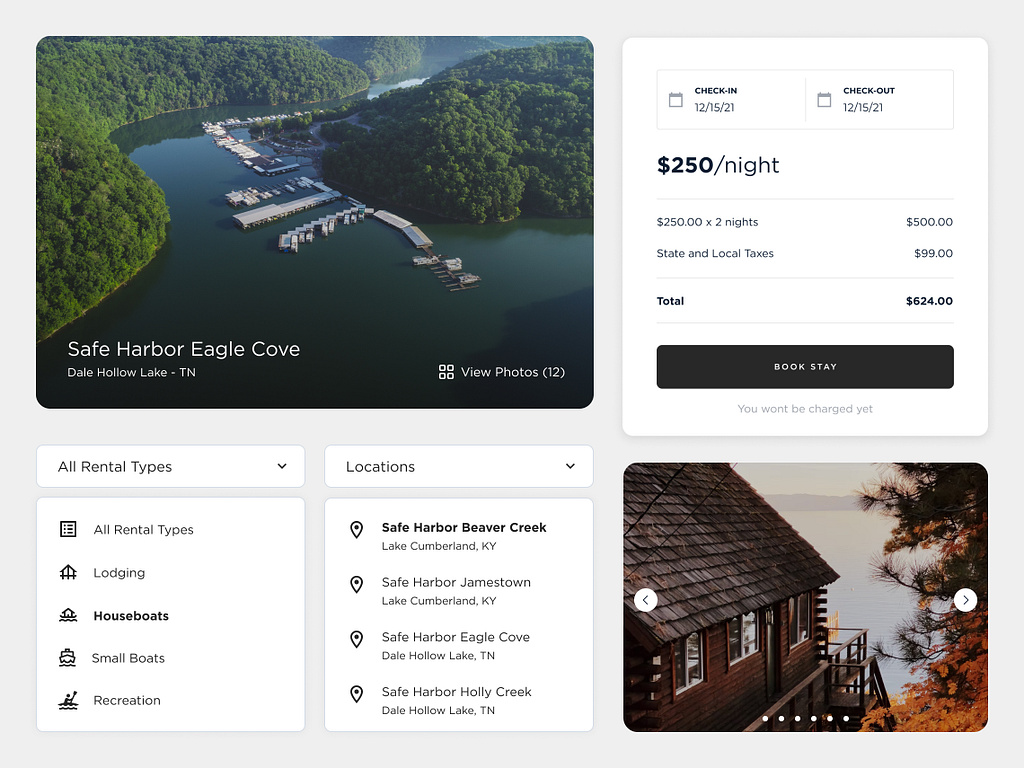 Safe Harbor Eagle Cove
Dale Hollow Lake - TN
View Photos (12)
CHECK-IN
12/15/21
CHECK-OUT
12/15/21
$250/night
$250.00 x 2 nights $500.00
State and Local Taxes $99.00
Total $624.00
BOOK STAY
You wont be charged yet
All Rental Types
All Rental Types
Lodging
Houseboats
Small Boats
Recreation
Locations
Safe Harbor Beaver Creek
Lake Cumberland, KY
Safe Harbor Jamestown
Lake Cumberland, KY
Safe Harbor Eagle Cove
Dale Hollow Lake, TN
Safe Harbor Holly Creek
Dale Hollow Lake, TN